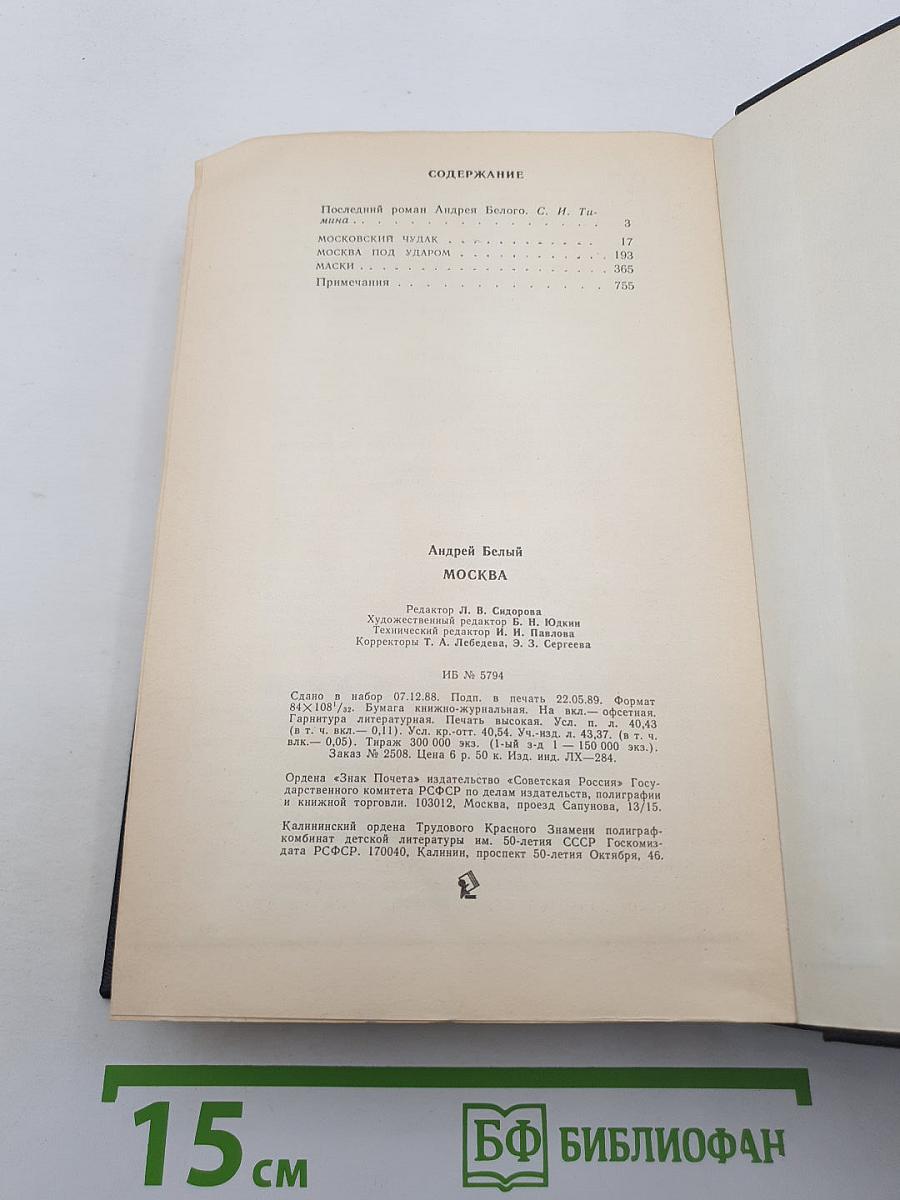 СОДЕРЖАНИЕ
Последний роман Андрея Белого. С. И. Ти-
мина . . . . . . . . . . . . . . . . 3
МОСКОВСКИЙ ЧУДАК . . . . . . . . . . . 17
МОСКВА ПОД УДАРОМ . . . . . . . . . . . 193
МАСКИ . . . . . . . . . . . . . . . . . 365
Примечания . . . . . . . . . . . . . 755
Андрей Белый
МОСКВА
Редактор Л. В. Сидорова
Художественный редактор Б. Н. Юдкин
Технический редактор И. И. Павлова
Корректоры Т. А. Лебедева, Э. З. Сергеева
ИБ № 5794
Сдано в набор 07.12.88. Подп. в печать 22.05.89. Формат
84×108¹/₃₂. Бумага книжно-журнальная. На вкл.— офсетная.
Гарнитура литературная. Печать высокая. Усл. п. л. 40,43
(в т. ч. вкл.— 0,11). Усл. кр.-отт. 40,54. Уч.-изд. л. 43,37. (в т. ч.
влк.— 0,05). Тираж 300 000 экз. (1-ый з-д 1 — 150 000 экз.).
Заказ № 2508. Цена 6 р. 50 к. Изд. инд. ЛХ—284.
Ордена «Знак Почета» издательство «Советская Россия» Госу-
дарственного комитета РСФСР по делам издательств, полиграфии
и книжной торговли. 103012, Москва, проезд Сапунова, 13/15.
Калининский ордена Трудового Красного Знамени полиграф-
комбинат детской литературы им. 50-летия СССР Госкомиз-
дата РСФСР. 170040, Калинин, проспект 50-летия Октября, 46.
15 см
БФ БИБЛИОФАН